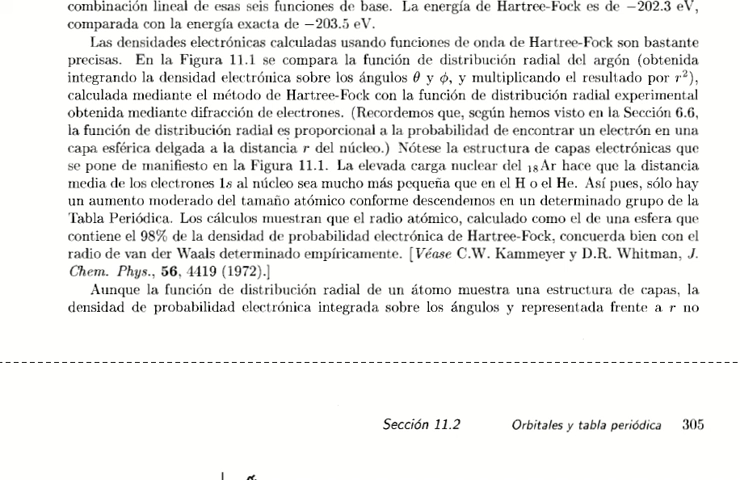 combinación lineal de esas seis funciones de base. La energía de Hartree-Fock es de −202.3 eV,
comparada con la energía exacta de −203.5 eV.
Las densidades electrónicas calculadas usando funciones de onda de Hartree-Fock son bastante
precisas. En la Figura 11.1 se compara la función de distribución radial del argón (obtenida
integrando la densidad electrónica sobre los ángulos θ y ϕ, y multiplicando el resultado por r²),
calculada mediante el método de Hartree-Fock con la función de distribución radial experimental
obtenida mediante difracción de electrones. (Recordemos que, según hemos visto en la Sección 6.6,
la función de distribución radial es proporcional a la probabilidad de encontrar un electrón en una
capa esférica delgada a la distancia r del núcleo.) Nótese la estructura de capas electrónicas que
se pone de manifiesto en la Figura 11.1. La elevada carga nuclear del ₁₈Ar hace que la distancia
media de los electrones 1s al núcleo sea mucho más pequeña que en el H o el He. Así pues, sólo hay
un aumento moderado del tamaño atómico conforme descendemos en un determinado grupo de la
Tabla Periódica. Los cálculos muestran que el radio atómico, calculado como el de una esfera que
contiene el 98% de la densidad de probabilidad electrónica de Hartree-Fock, concuerda bien con el
radio de van der Waals determinado empíricamente. [Véase C.W. Kammeyer y D.R. Whitman, J.
Chem. Phys., 56, 4419 (1972).]
Aunque la función de distribución radial de un átomo muestra una estructura de capas, la
densidad de probabilidad electrónica integrada sobre los ángulos y representada frente a r no
Sección 11.2 Orbitales y tabla periódica 305